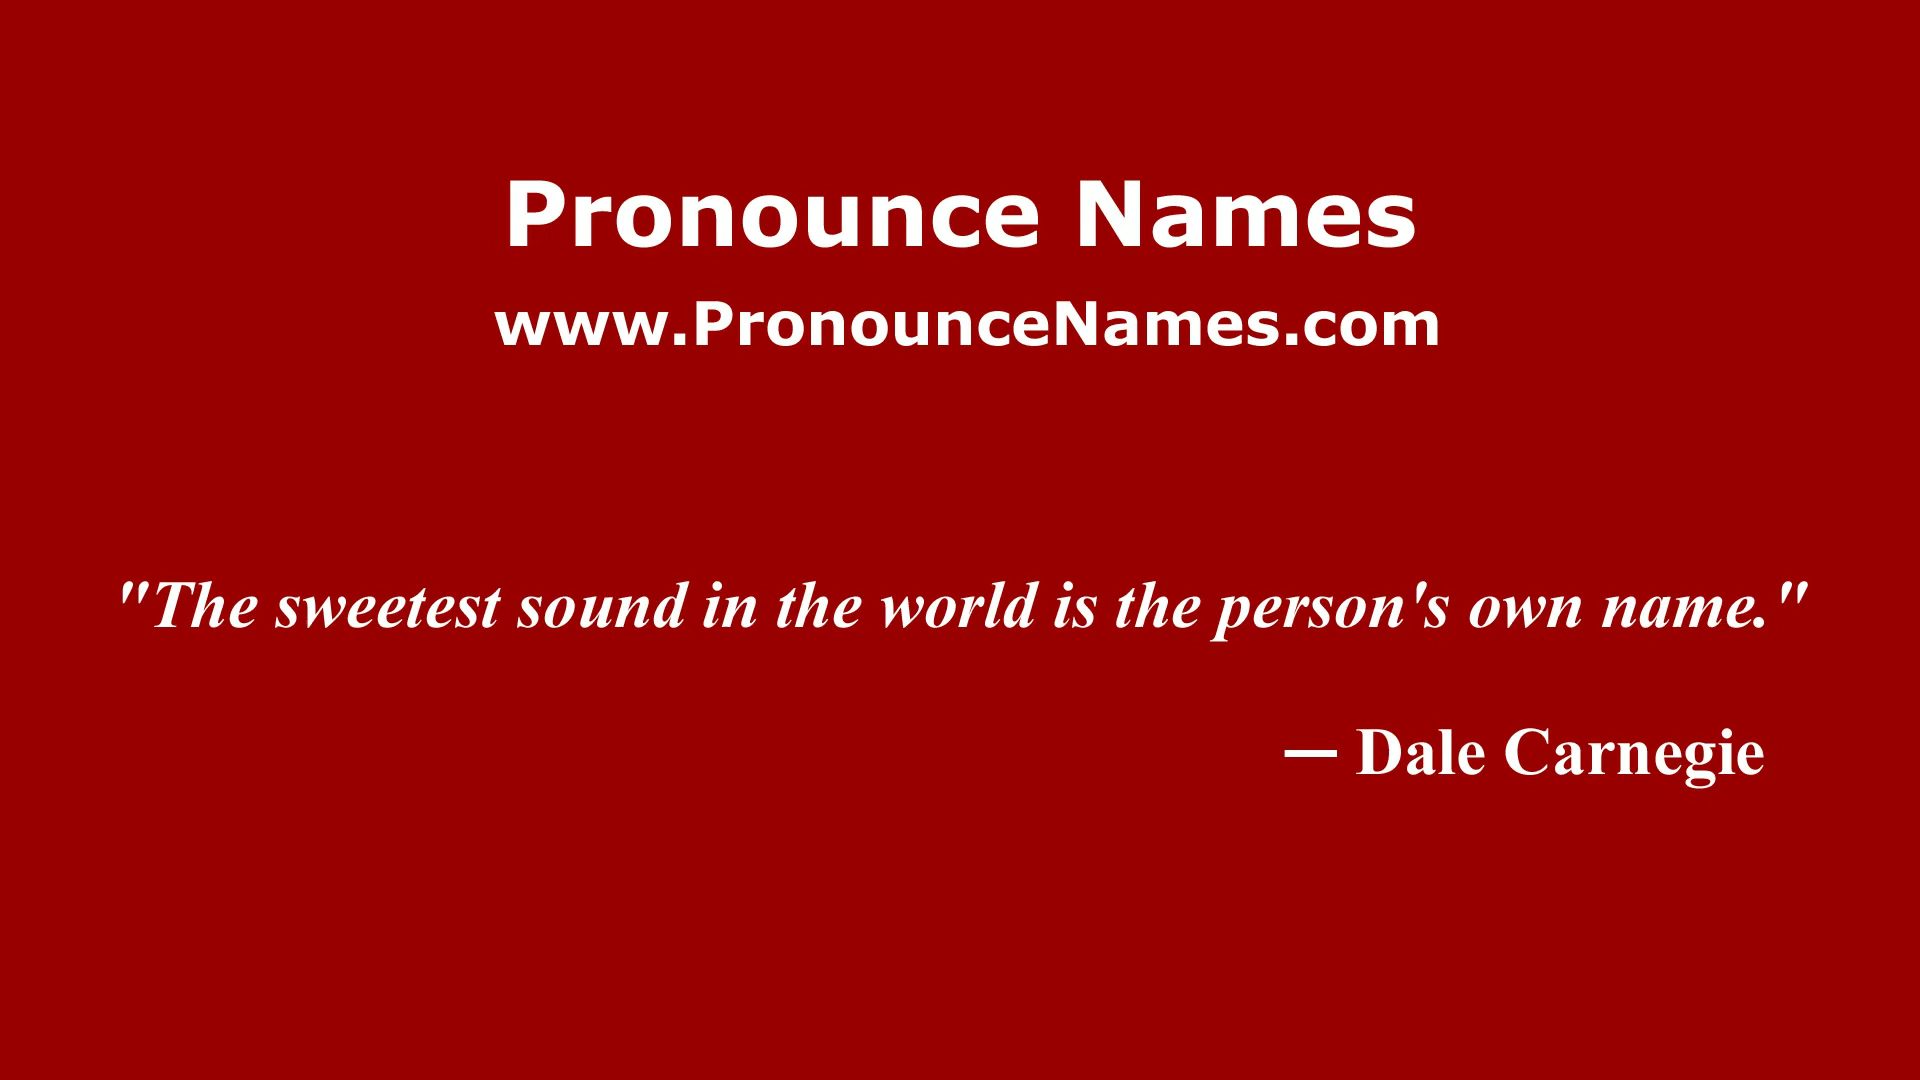 Pronounce Names
www.PronounceNames.com
"The sweetest sound in the world is the person's own name."
— Dale Carnegie